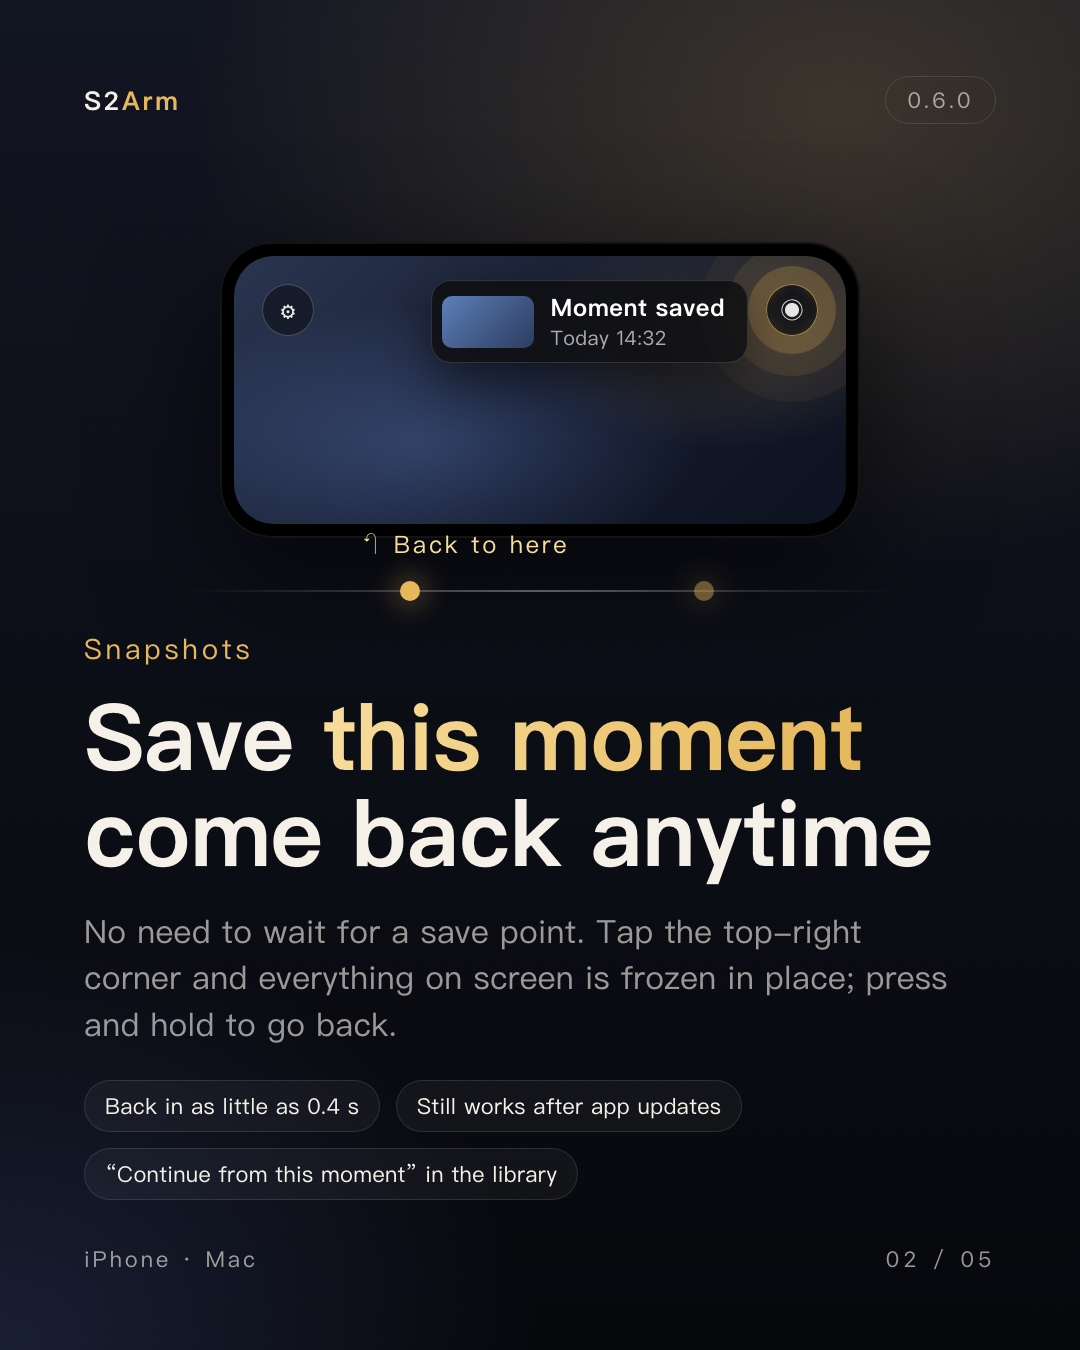 S2Arm
0.6.0
Moment saved
Today 14:32
Back to here
Snapshots
Save this moment
come back anytime
No need to wait for a save point. Tap the top–right
corner and everything on screen is frozen in place; press
and hold to go back.
Back in as little as 0.4 s
Still works after app updates
“Continue from this moment” in the library
iPhone · Mac
02 / 05